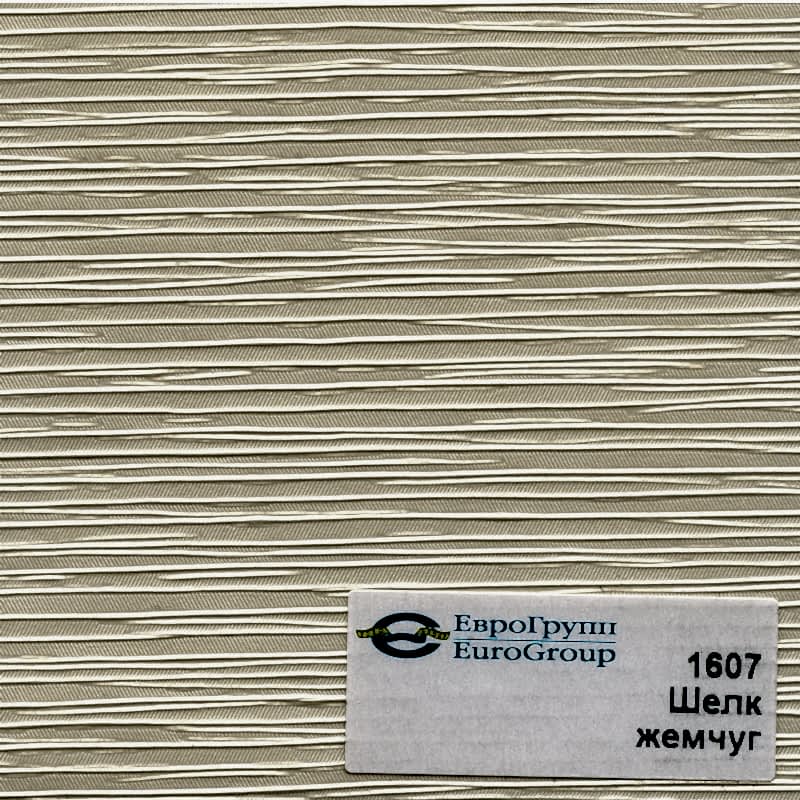 ЕвроГрупп
EuroGroup
1607
Шелк
жемчуг